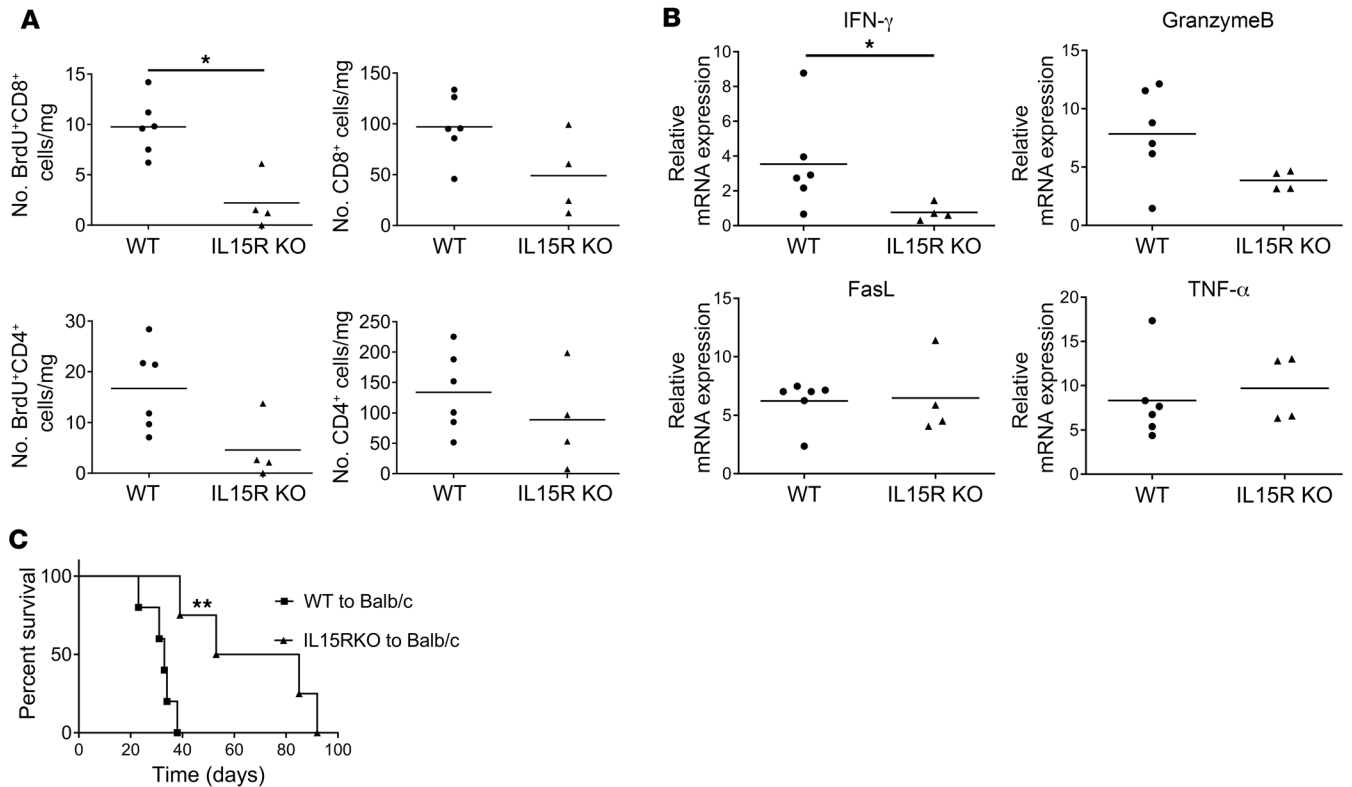 A
No. BrdU⁺CD8⁺
cells/mg
15
10
5
0
*
WT
IL15R KO
No. CD8⁺ cells/mg
150
100
50
0
WT
IL15R KO
No. BrdU⁺CD4⁺
cells/mg
30
20
10
0
WT
IL15R KO
No. CD4⁺ cells/mg
250
200
150
100
50
0
WT
IL15R KO
B
IFN-γ
Relative
mRNA expression
10
8
6
4
2
0
*
WT
IL15R KO
GranzymeB
Relative
mRNA expression
15
10
5
0
WT
IL15R KO
FasL
Relative
mRNA expression
15
10
5
0
WT
IL15R KO
TNF-α
Relative
mRNA expression
20
15
10
5
0
WT
IL15R KO
C
Percent survival
100
50
0
**
WT to Balb/c
IL15RKO to Balb/c
0 20 40 60 80 100
Time (days)